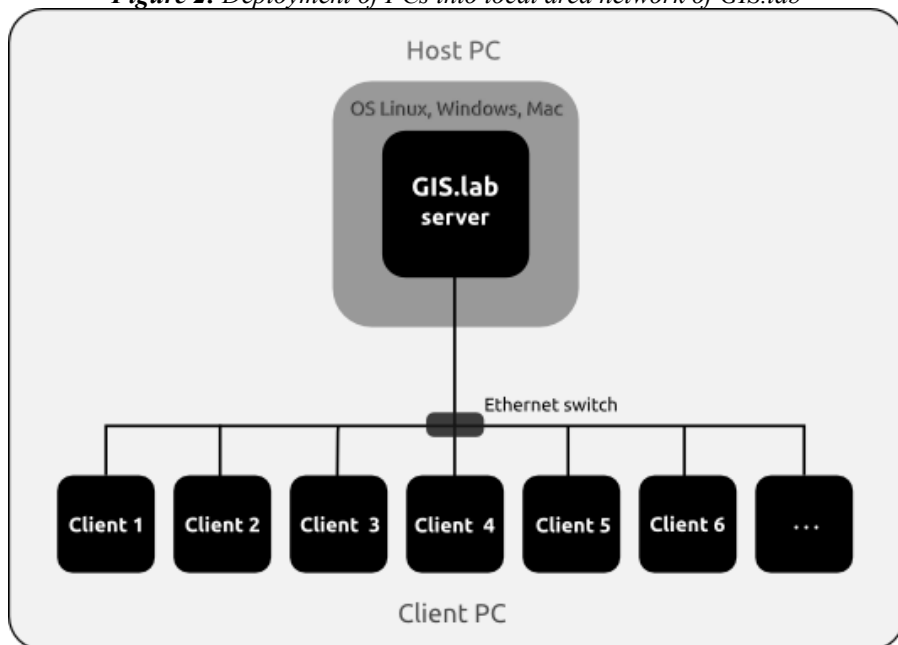 Figure 2: Deployment of PCs into local area network of GIS.lab
Host PC
OS Linux, Windows, Mac
GIS.lab
server
Ethernet switch
Client 1 Client 2 Client 3 Client 4 Client 5 Client 6 ...
Client PC